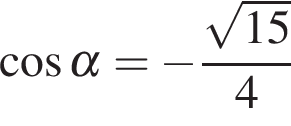 cos α = −√15/4